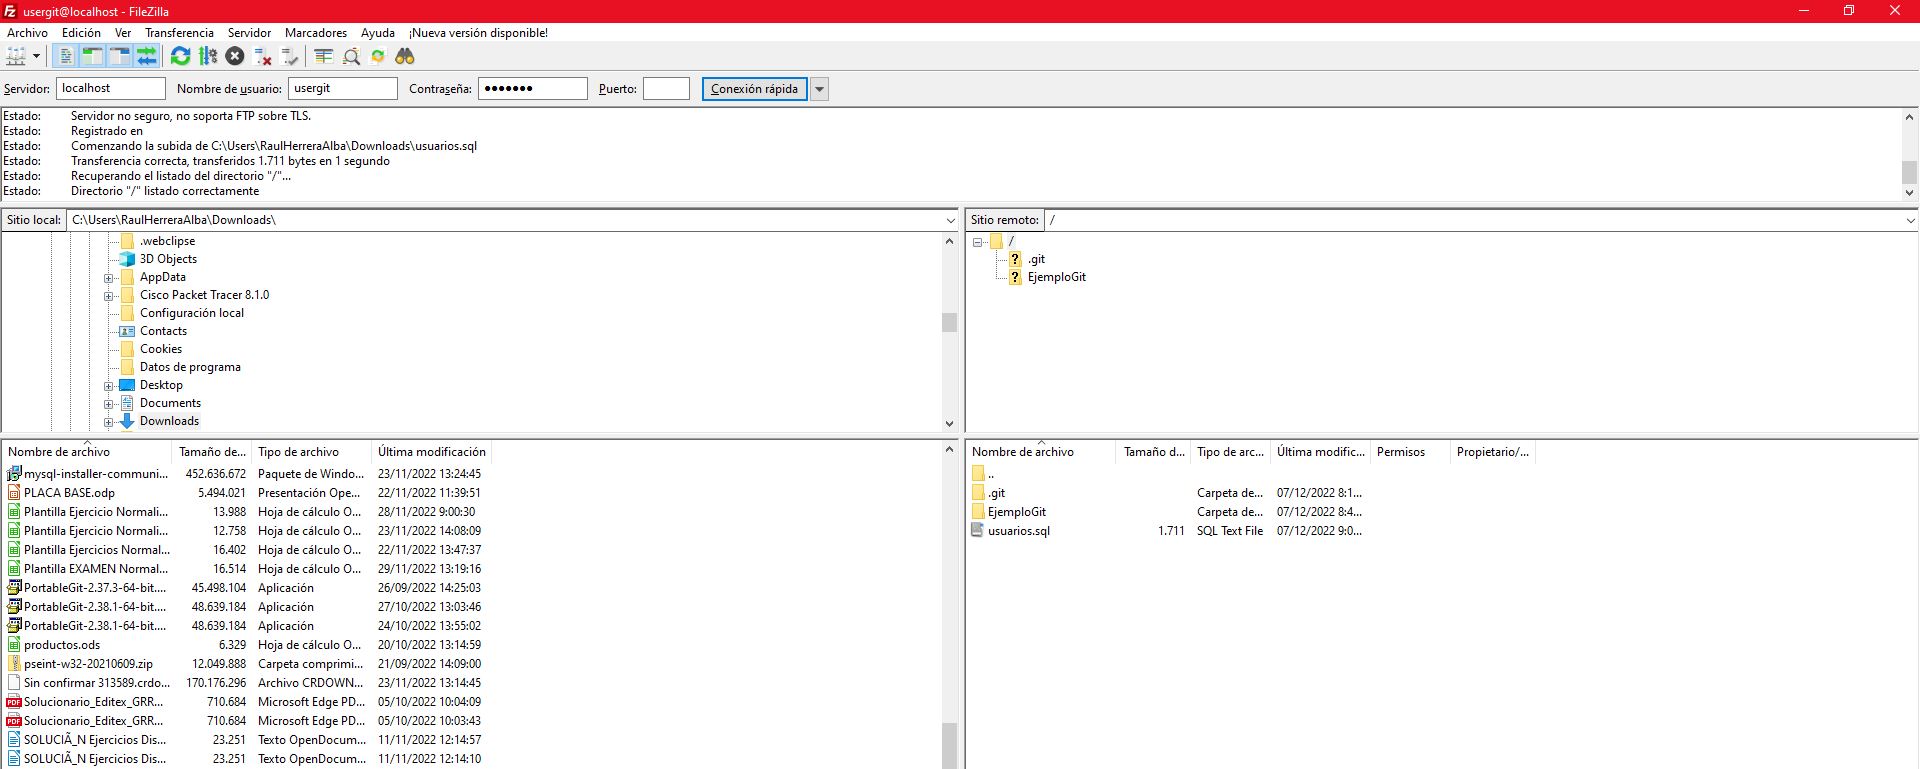 usergit@localhost - FileZilla
Archivo Edición Ver Transferencia Servidor Marcadores Ayuda ¡Nueva versión disponible!
Servidor: localhost Nombre de usuario: usergit Contraseña: ●●●●●●● Puerto: Conexión rápida
Estado: Servidor no seguro, no soporta FTP sobre TLS.
Estado: Registrado en
Estado: Comenzando la subida de C:\Users\RaulHerreraAlba\Downloads\usuarios.sql
Estado: Transferencia correcta, transferidos 1.711 bytes en 1 segundo
Estado: Recuperando el listado del directorio "/"...
Estado: Directorio "/" listado correctamente
Sitio local: C:\Users\RaulHerreraAlba\Downloads\
.webclipse
3D Objects
AppData
Cisco Packet Tracer 8.1.0
Configuración local
Contacts
Cookies
Datos de programa
Desktop
Documents
Downloads
Nombre de archivo Tamaño de... Tipo de archivo Última modificación
mysql-installer-communi... 452.636.672 Paquete de Windo... 23/11/2022 13:24:45
PLACA BASE.odp 5.494.021 Presentación Ope... 22/11/2022 11:39:51
Plantilla Ejercicio Normali... 13.988 Hoja de cálculo O... 28/11/2022 9:00:30
Plantilla Ejercicio Normali... 12.758 Hoja de cálculo O... 23/11/2022 14:08:09
Plantilla Ejercicios Normal... 16.402 Hoja de cálculo O... 22/11/2022 13:47:37
Plantilla EXAMEN Normal... 16.514 Hoja de cálculo O... 29/11/2022 13:19:16
PortableGit-2.37.3-64-bit.... 45.498.104 Aplicación 26/09/2022 14:25:03
PortableGit-2.38.1-64-bit.... 48.639.184 Aplicación 27/10/2022 13:03:46
PortableGit-2.38.1-64-bit.... 48.639.184 Aplicación 24/10/2022 13:55:02
productos.ods 6.329 Hoja de cálculo O... 20/10/2022 13:14:59
pseint-w32-20210609.zip 12.049.888 Carpeta comprimi... 21/09/2022 14:09:00
Sin confirmar 313589.crdo... 170.176.296 Archivo CRDOWN... 23/11/2022 13:14:45
Solucionario_Editex_GRR... 710.684 Microsoft Edge PD... 05/10/2022 10:04:09
Solucionario_Editex_GRR... 710.684 Microsoft Edge PD... 05/10/2022 10:03:43
SOLUCIÃ_N Ejercicios Dis... 23.251 Texto OpenDocum... 11/11/2022 12:14:57
SOLUCIÃ_N Ejercicios Dis... 23.251 Texto OpenDocum... 11/11/2022 12:14:10
Sitio remoto: /
/
.git
EjemploGit
Nombre de archivo Tamaño d... Tipo de arc... Última modific... Permisos Propietario/...
..
.git Carpeta de... 07/12/2022 8:1...
EjemploGit Carpeta de... 07/12/2022 8:4...
usuarios.sql 1.711 SQL Text File 07/12/2022 9:0...